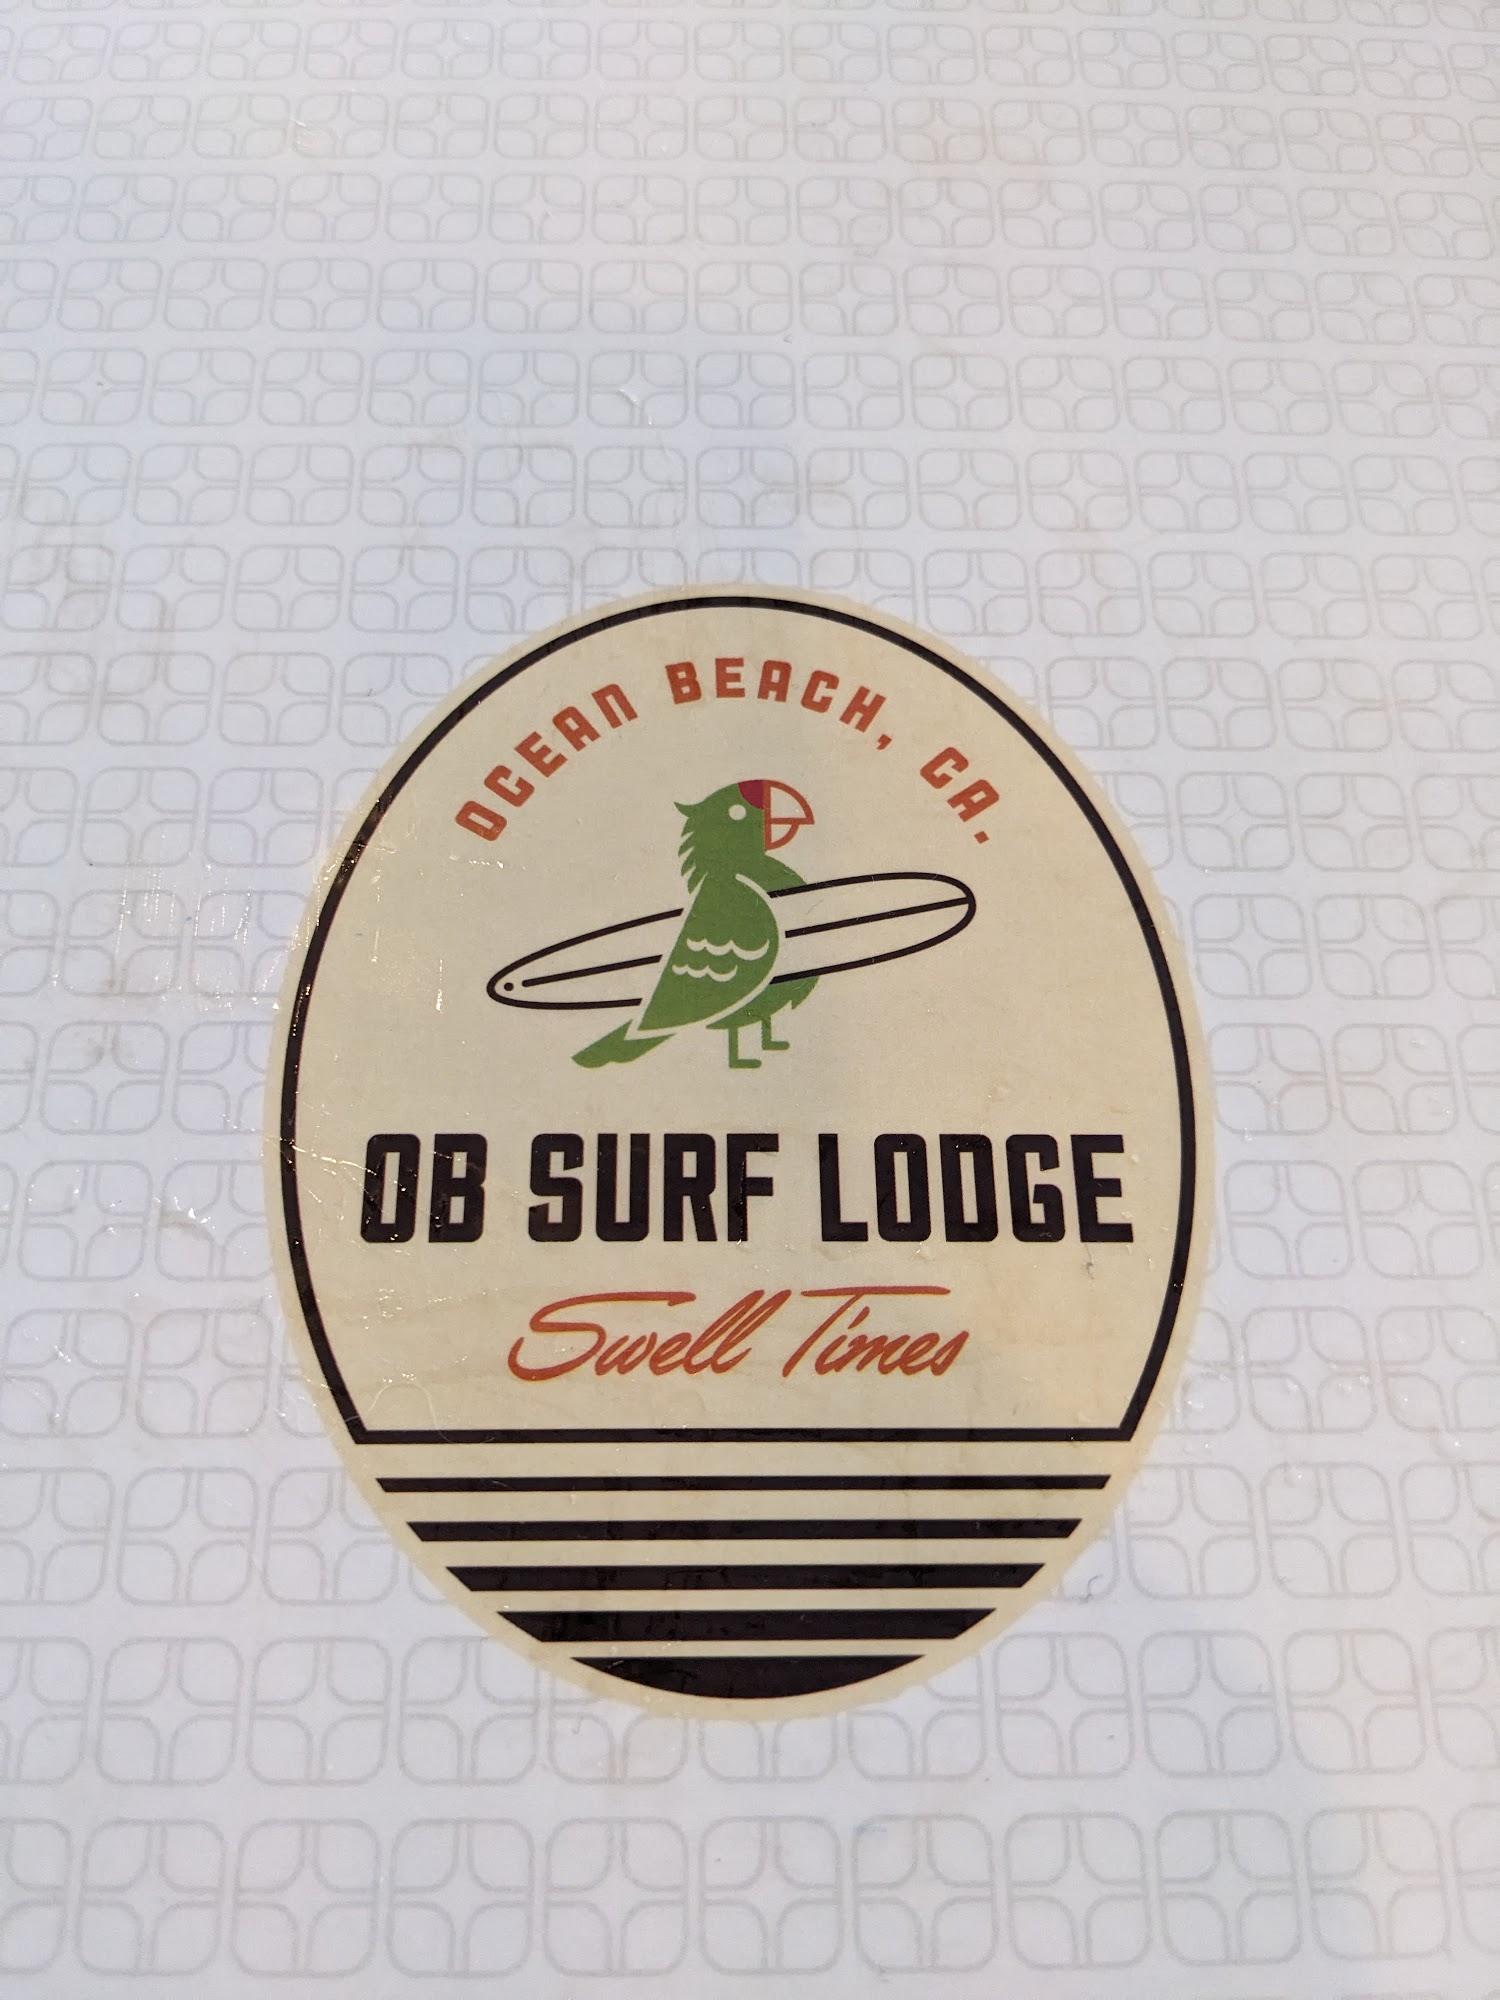 OCEAN BEACH, CA.
OB SURF LODGE
Swell Times